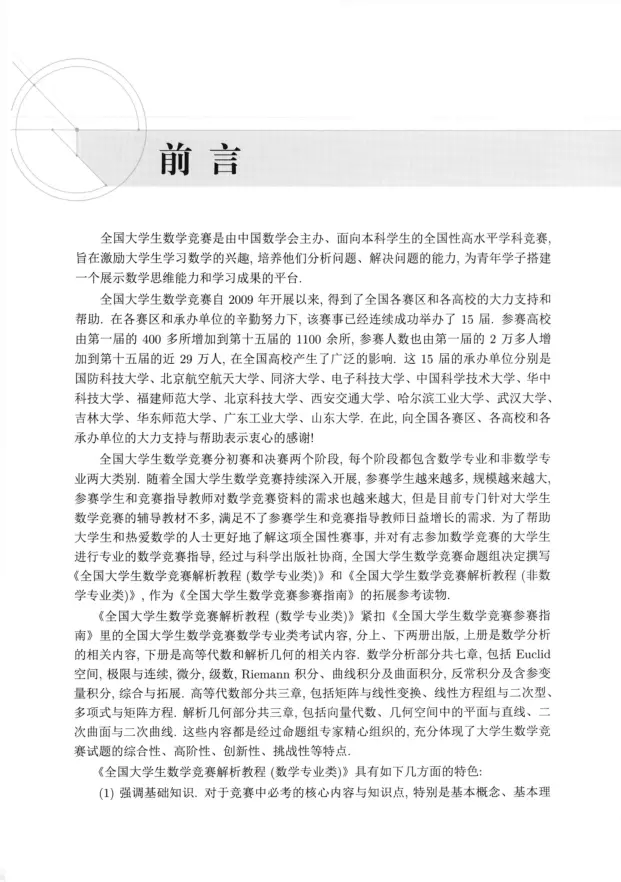 前言
全国大学生数学竞赛是由中国数学会主办、面向本科学生的全国性高水平学科竞赛,
旨在激励大学生学习数学的兴趣, 培养他们分析问题、解决问题的能力, 为青年学子搭建
一个展示数学思维能力和学习成果的平台.
全国大学生数学竞赛自 2009 年开展以来, 得到了全国各赛区和各高校的大力支持和
帮助. 在各赛区和承办单位的辛勤努力下, 该赛事已经连续成功举办了 15 届. 参赛高校
由第一届的 400 多所增加到第十五届的 1100 余所, 参赛人数也由第一届的 2 万多人增
加到第十五届的近 29 万人, 在全国高校产生了广泛的影响. 这 15 届的承办单位分别是
国防科技大学、北京航空航天大学、同济大学、电子科技大学、中国科学技术大学、华中
科技大学、福建师范大学、北京科技大学、西安交通大学、哈尔滨工业大学、武汉大学、
吉林大学、华东师范大学、广东工业大学、山东大学. 在此, 向全国各赛区、各高校和各
承办单位的大力支持与帮助表示衷心的感谢!
全国大学生数学竞赛分初赛和决赛两个阶段, 每个阶段都包含数学专业和非数学专
业两大类别. 随着全国大学生数学竞赛持续深入开展, 参赛学生越来越多, 规模越来越大,
参赛学生和竞赛指导教师对数学竞赛资料的需求也越来越大, 但是目前专门针对大学生
数学竞赛的辅导教材不多, 满足不了参赛学生和竞赛指导教师日益增长的需求. 为了帮助
大学生和热爱数学的人士更好地了解这项全国性赛事, 并对有志参加数学竞赛的大学生
进行专业的数学竞赛指导, 经过与科学出版社协商, 全国大学生数学竞赛命题组决定撰写
《全国大学生数学竞赛解析教程 (数学专业类)》和《全国大学生数学竞赛解析教程 (非数
学专业类)》, 作为《全国大学生数学竞赛参赛指南》的拓展参考读物.
《全国大学生数学竞赛解析教程 (数学专业类)》紧扣《全国大学生数学竞赛参赛指
南》里的全国大学生数学竞赛数学专业类考试内容, 分上、下两册出版, 上册是数学分析
的相关内容, 下册是高等代数和解析几何的相关内容. 数学分析部分共七章, 包括 Euclid
空间, 极限与连续, 微分, 级数, Riemann 积分、曲线积分及曲面积分, 反常积分及含参变
量积分, 综合与拓展. 高等代数部分共三章, 包括矩阵与线性变换、线性方程组与二次型、
多项式与矩阵方程. 解析几何部分共三章, 包括向量代数、几何空间中的平面与直线、二
次曲面与二次曲线. 这些内容都是经过命题组专家精心组织的, 充分体现了大学生数学竞
赛试题的综合性、高阶性、创新性、挑战性等特点.
《全国大学生数学竞赛解析教程 (数学专业类)》具有如下几方面的特色:
(1) 强调基础知识. 对于竞赛中必考的核心内容与知识点, 特别是基本概念、基本理